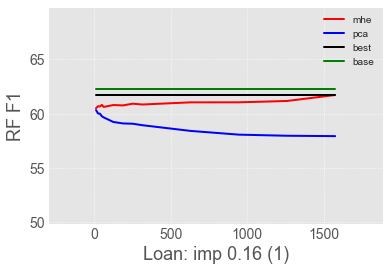 mhe
pca
best
base
65
60
55
50
RF F1
0
500
1000
1500
Loan: imp 0.16 (1)